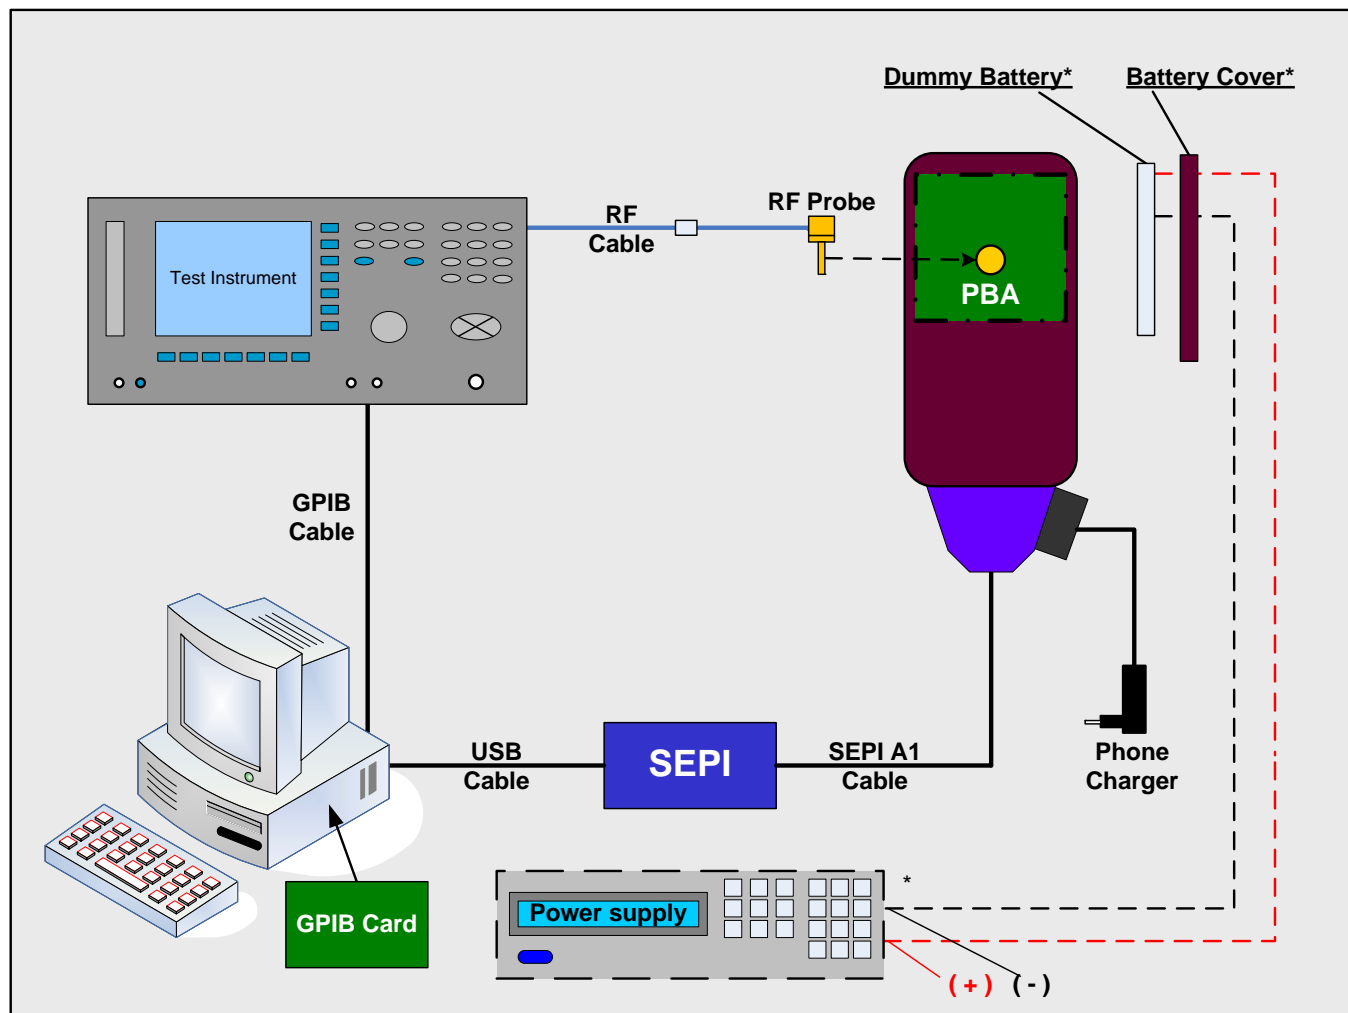 Dummy Battery*
Battery Cover*
RF Probe
RF
Cable
Test Instrument
PBA
GPIB
Cable
USB
Cable
SEPI
SEPI A1
Cable
Phone
Charger
GPIB Card
Power supply
*
( + ) ( - )